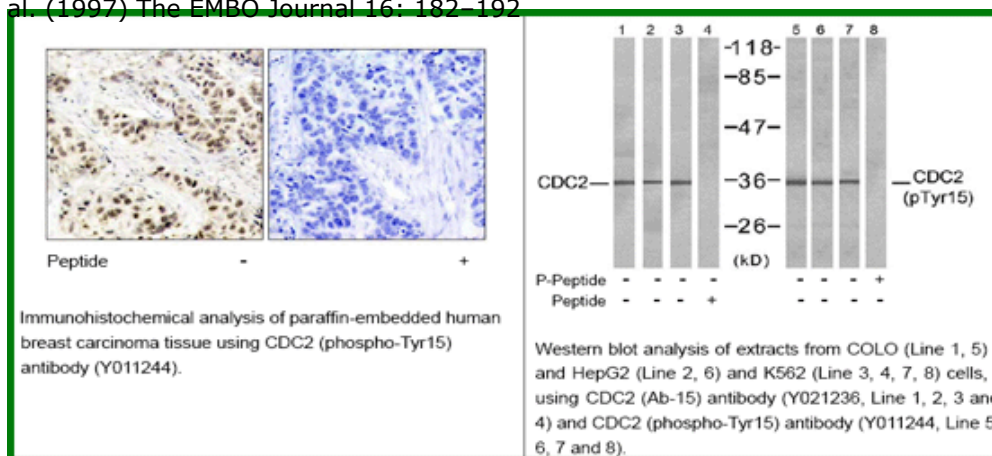 al. (1997) The EMBO Journal 16: 182–192
Peptide - +
Immunohistochemical analysis of paraffin-embedded human
breast carcinoma tissue using CDC2 (phospho-Tyr15)
antibody (Y011244).
1 2 3 4 5 6 7 8
-118-
-85-
-47-
CDC2— -36- —CDC2
(pTyr15)
-26-
(kD)
P-Peptide - - - - - - - +
Peptide - - - + - - - -
Western blot analysis of extracts from COLO (Line 1, 5)
and HepG2 (Line 2, 6) and K562 (Line 3, 4, 7, 8) cells,
using CDC2 (Ab-15) antibody (Y021236, Line 1, 2, 3 and
4) and CDC2 (phospho-Tyr15) antibody (Y011244, Line 5
6, 7 and 8).